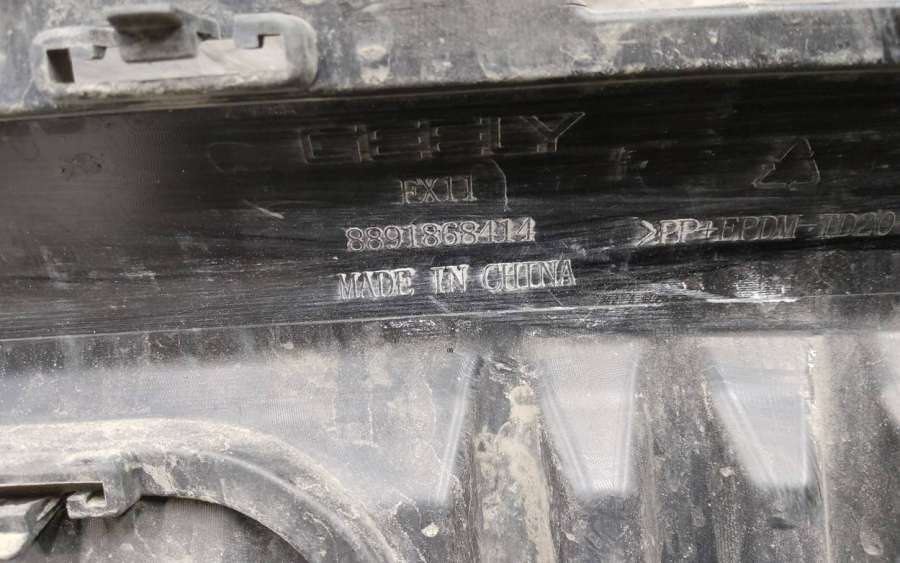 GEELY
FX11
8891868414
MADE IN CHINA
>PP+EPDM-TD20